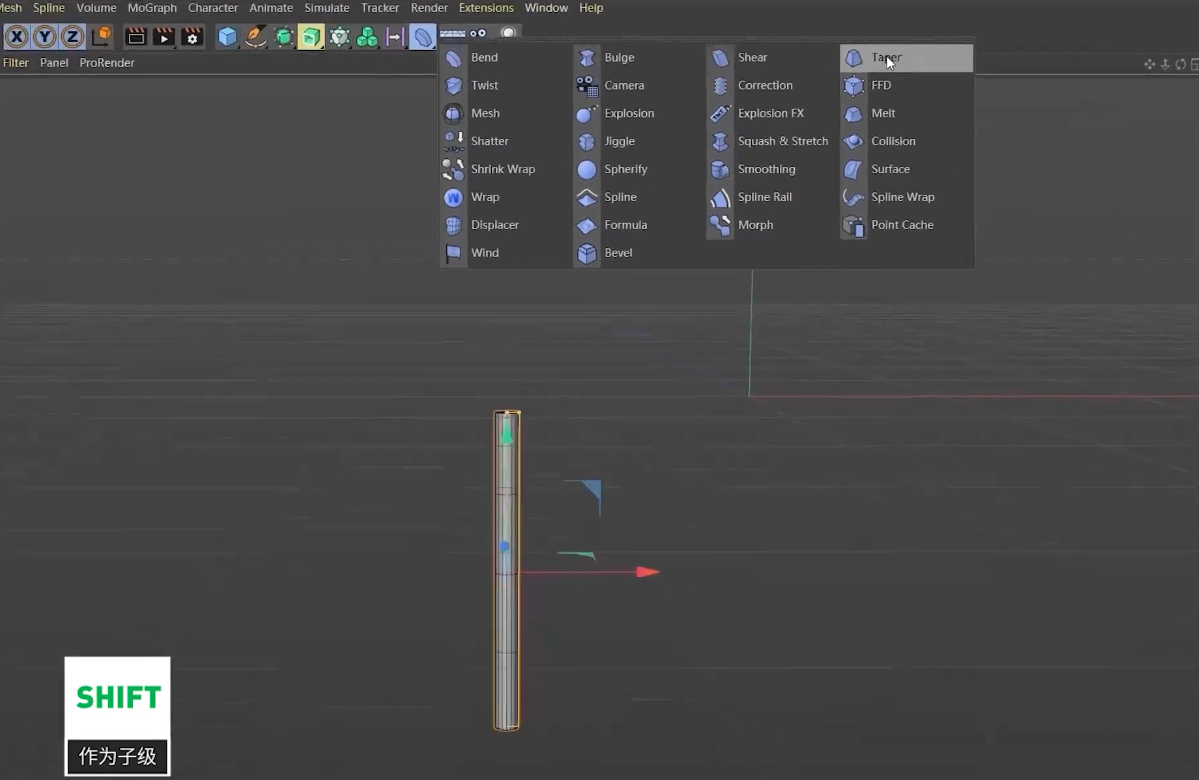 Mesh Spline Volume MoGraph Character Animate Simulate Tracker Render Extensions Window Help
X Y Z
Filter Panel ProRender
Bend Bulge Shear Taper
Twist Camera Correction FFD
Mesh Explosion Explosion FX Melt
Shatter Jiggle Squash & Stretch Collision
Shrink Wrap Spherify Smoothing Surface
Wrap Spline Spline Rail Spline Wrap
Displacer Formula Morph Point Cache
Wind Bevel
SHIFT
作为子级